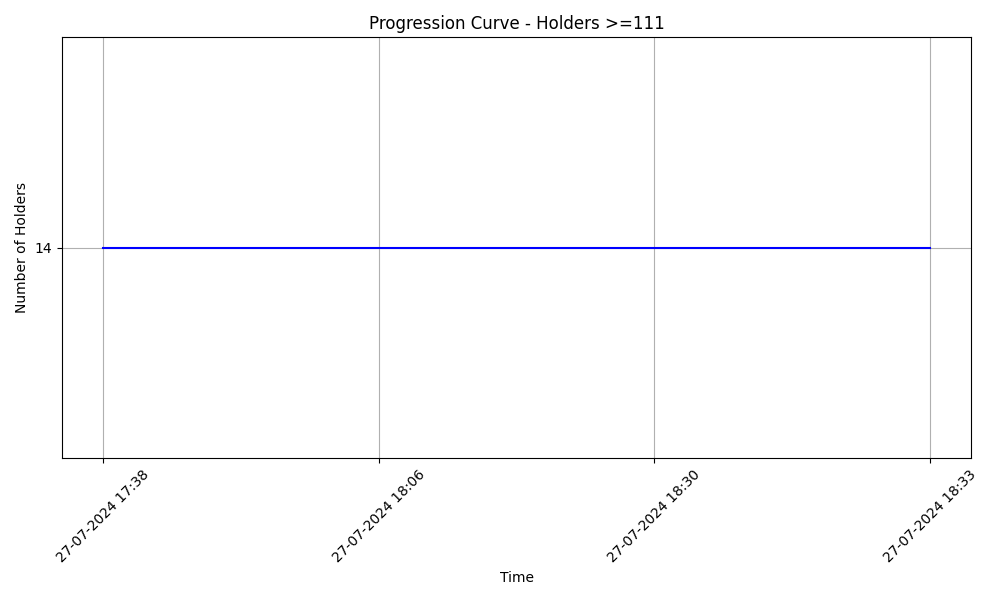 Progression Curve - Holders >=111
Number of Holders
14
27-07-2024 17:38
27-07-2024 18:06
27-07-2024 18:30
27-07-2024 18:33
Time